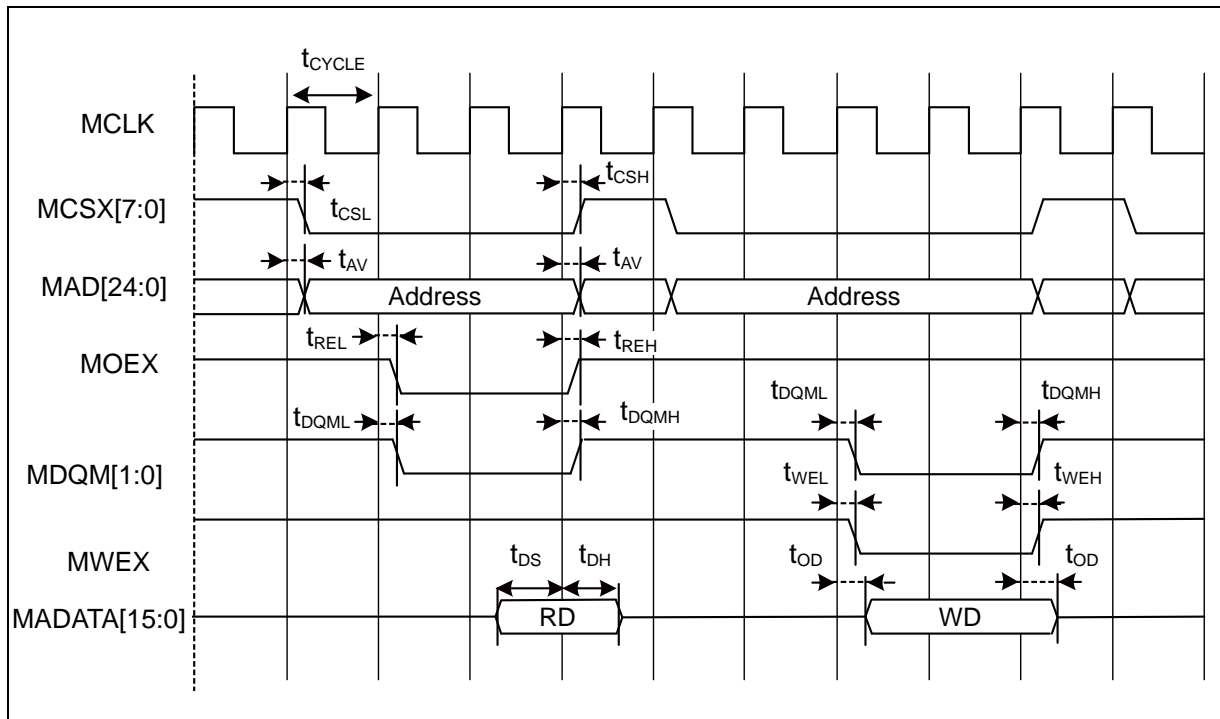 tCYCLE
MCLK
tCSH
MCSX[7:0]
tCSL
tAV
tAV
MAD[24:0]
Address
Address
tREL
tREH
MOEX
tDQML
tDQMH
tDQML
tDQMH
MDQM[1:0]
tWEL
tWEH
MWEX
tDS
tDH
tOD
tOD
MADATA[15:0]
RD
WD